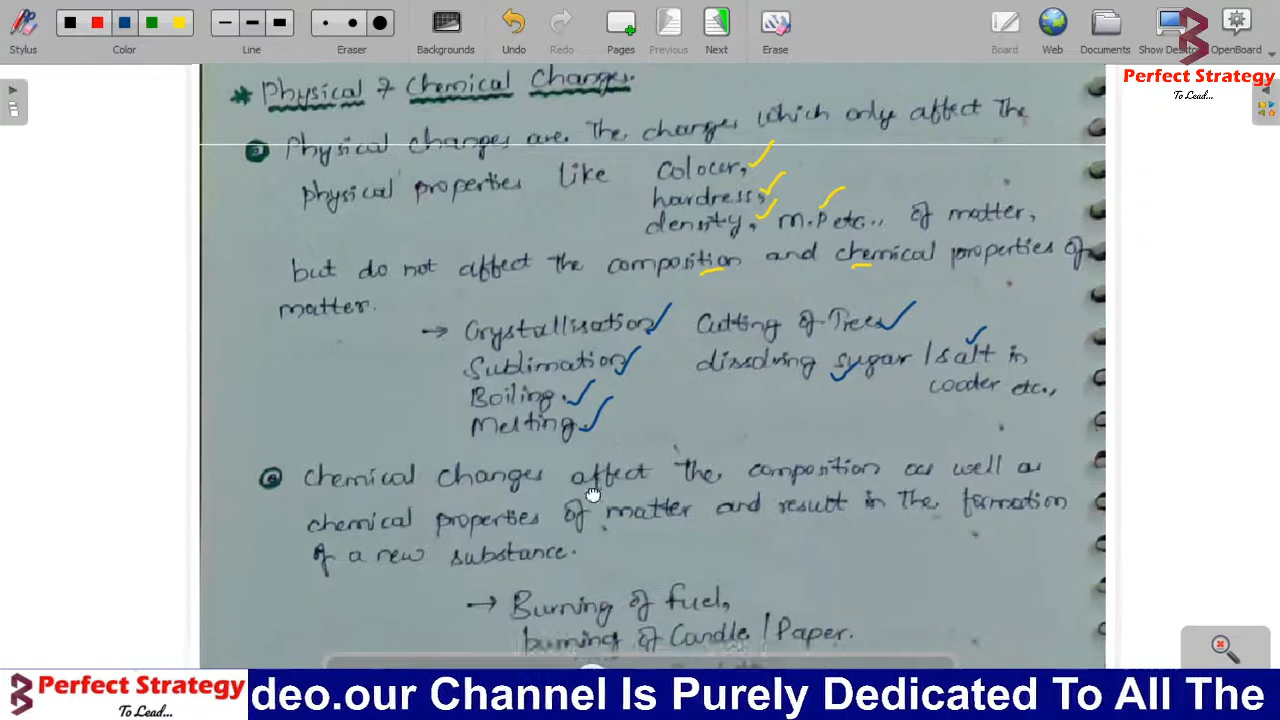 Stylus
Color
Line
Eraser
Backgrounds
Undo
Redo
Pages
Previous
Next
Erase
Board
Web
Documents
Show Desktop
OpenBoard
Perfect Strategy
To Lead...
* Physical & Chemical Changes.
Physical changes are the changes which only affect the
physical properties like colour,
hardness,
density, M.P etc., of matter,
but do not affect the composition and chemical properties of
matter.
→ Crystallisation Cutting of Trees
Sublimation dissolving sugar / salt in
Boiling.
Melting etc.,
Chemical changes affect the composition as well as
chemical properties of matter and result in the formation
of a new substance.
→ Burning of fuel,
burning of Candle / Paper.
Perfect Strategy
To Lead...
deo.our Channel Is Purely Dedicated To All The